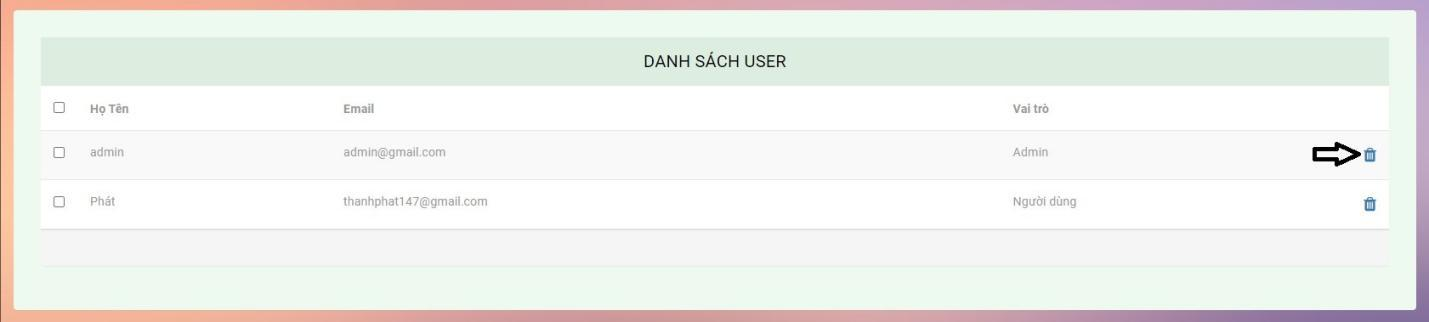 DANH SÁCH USER
Họ Tên Email Vai trò
admin admin@gmail.com Admin
Phát thanhphat147@gmail.com Người dùng